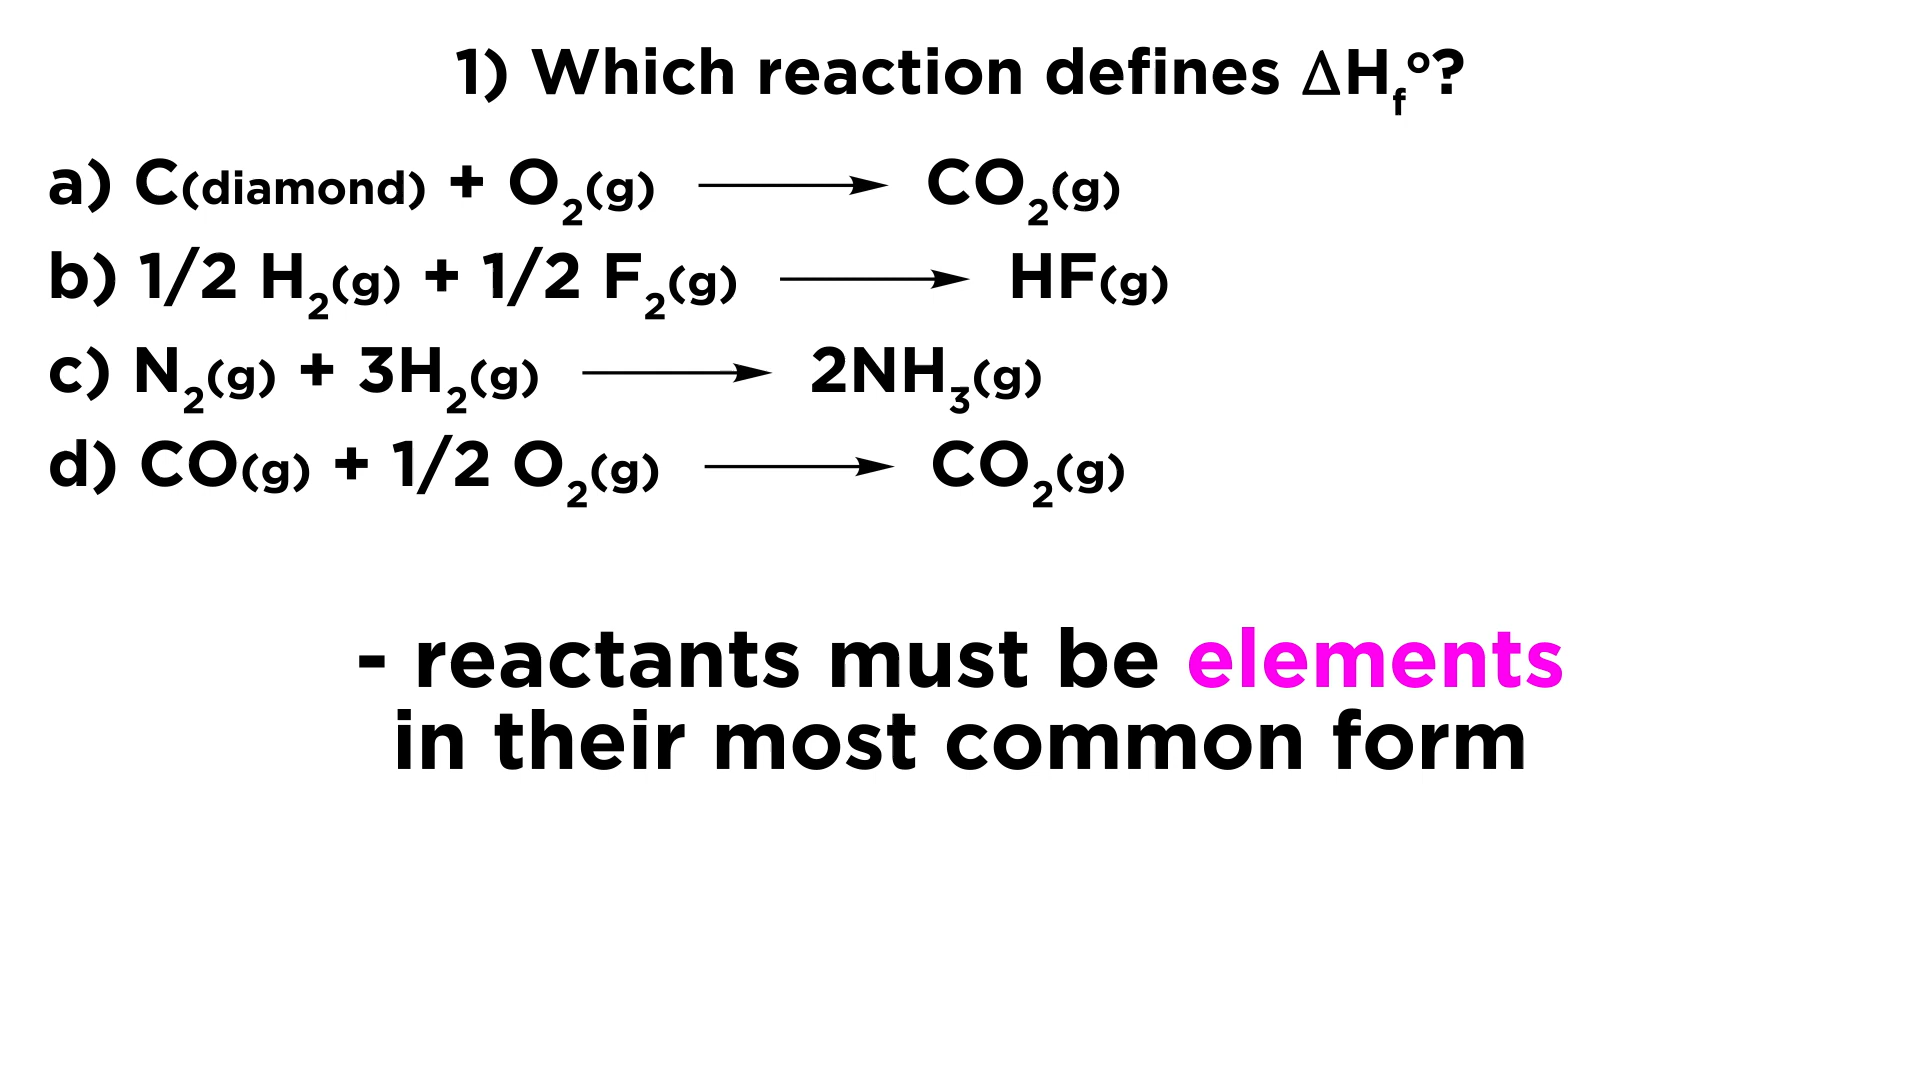 1) Which reaction defines ΔHf°?
a) C(diamond) + O2(g) ⟶ CO2(g)
b) 1/2 H2(g) + 1/2 F2(g) ⟶ HF(g)
c) N2(g) + 3H2(g) ⟶ 2NH3(g)
d) CO(g) + 1/2 O2(g) ⟶ CO2(g)
- reactants must be elements
in their most common form